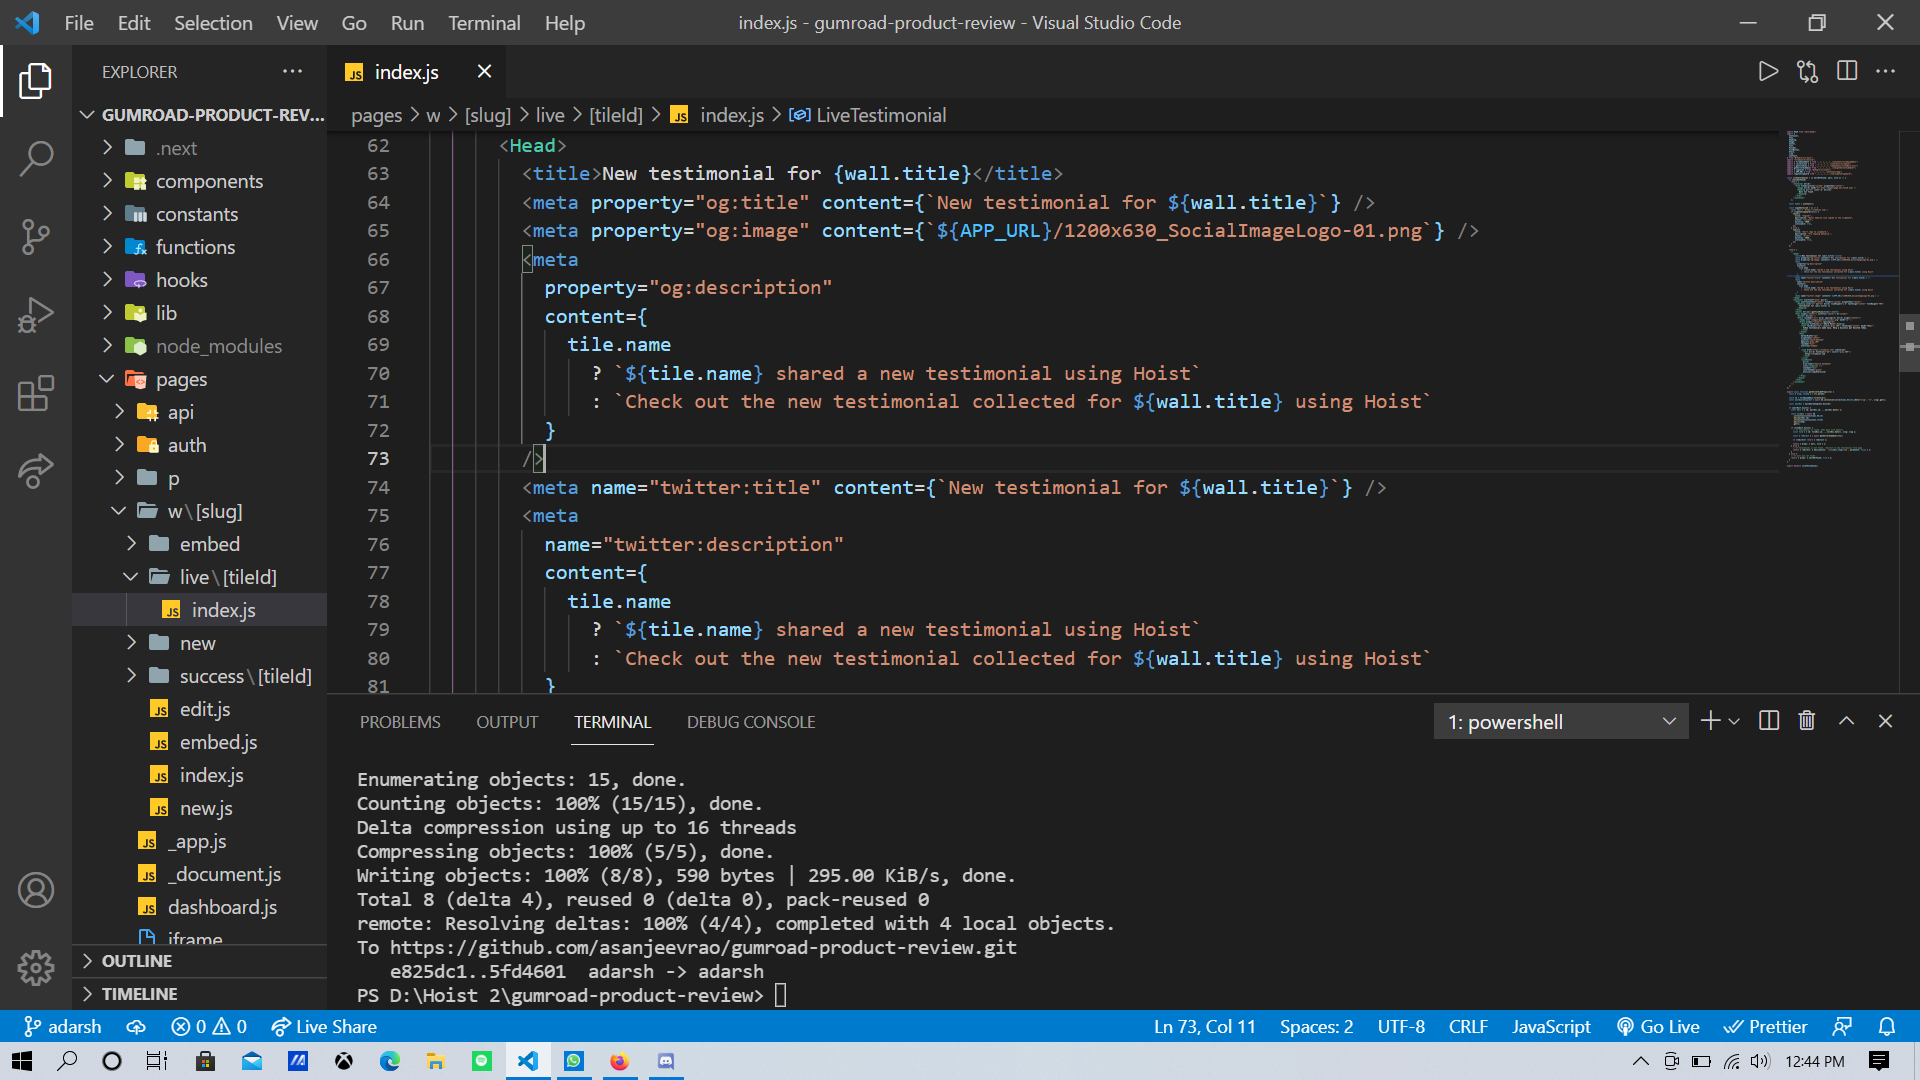 File Edit Selection View Go Run Terminal Help
index.js - gumroad-product-review - Visual Studio Code
EXPLORER
GUMROAD-PRODUCT-REV...
.next
components
constants
functions
hooks
lib
node_modules
pages
api
auth
p
w\[slug]
embed
live\[tileId]
index.js
new
success\[tileId]
edit.js
embed.js
index.js
new.js
_app.js
_document.js
dashboard.js
iframe
OUTLINE
TIMELINE
index.js
pages > w > [slug] > live > [tileId] > index.js > LiveTestimonial
62 <Head>
63 <title>New testimonial for {wall.title}</title>
64 <meta property="og:title" content={`New testimonial for ${wall.title}`} />
65 <meta property="og:image" content={`${APP_URL}/1200x630_SocialImageLogo-01.png`} />
66 <meta
67 property="og:description"
68 content={
69 tile.name
70 ? `${tile.name} shared a new testimonial using Hoist`
71 : `Check out the new testimonial collected for ${wall.title} using Hoist`
72 }
73 />
74 <meta name="twitter:title" content={`New testimonial for ${wall.title}`} />
75 <meta
76 name="twitter:description"
77 content={
78 tile.name
79 ? `${tile.name} shared a new testimonial using Hoist`
80 : `Check out the new testimonial collected for ${wall.title} using Hoist`
81 }
PROBLEMS OUTPUT TERMINAL DEBUG CONSOLE
1: powershell
Enumerating objects: 15, done.
Counting objects: 100% (15/15), done.
Delta compression using up to 16 threads
Compressing objects: 100% (5/5), done.
Writing objects: 100% (8/8), 590 bytes | 295.00 KiB/s, done.
Total 8 (delta 4), reused 0 (delta 0), pack-reused 0
remote: Resolving deltas: 100% (4/4), completed with 4 local objects.
To https://github.com/asanjeevrao/gumroad-product-review.git
e825dc1..5fd4601 adarsh -> adarsh
PS D:\Hoist 2\gumroad-product-review>
adarsh 0 0 Live Share
Ln 73, Col 11 Spaces: 2 UTF-8 CRLF JavaScript Go Live Prettier
12:44 PM